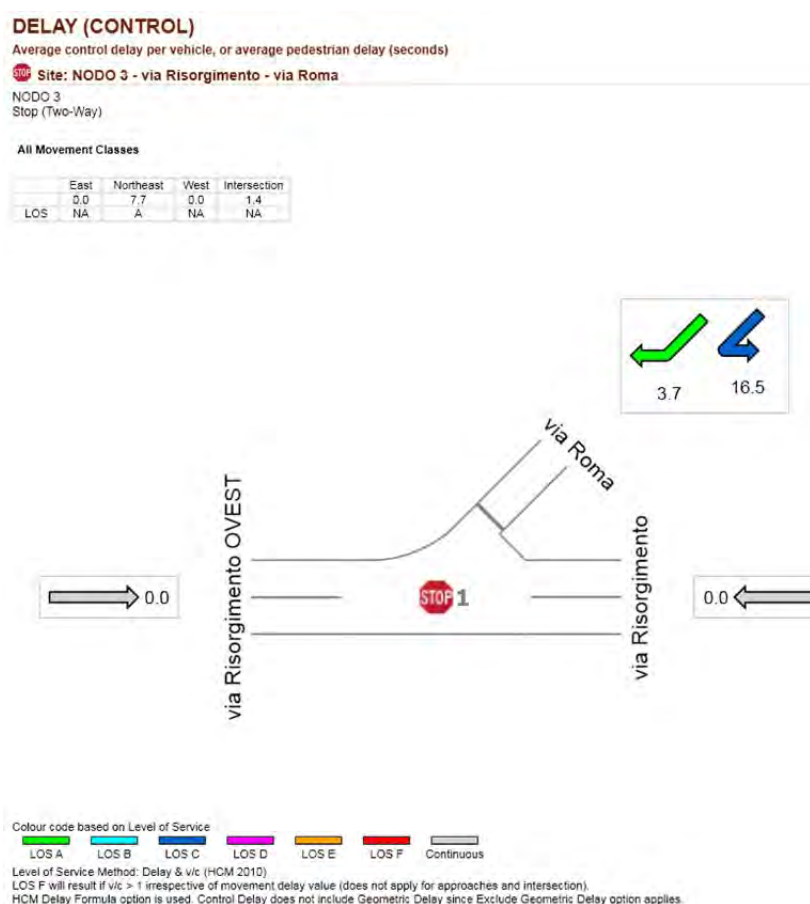 DELAY (CONTROL)
Average control delay per vehicle, or average pedestrian delay (seconds)
STOP Site: NODO 3 - via Risorgimento - via Roma
NODO 3
Stop (Two-Way)
All Movement Classes
East Northeast West Intersection
0.0 7.7 0.0 1.4
LOS NA A NA NA
3.7 16.5
via Roma
via Risorgimento OVEST
via Risorgimento
0.0
STOP 1
0.0
Colour code based on Level of Service
LOS A LOS B LOS C LOS D LOS E LOS F Continuous
Level of Service Method: Delay & v/c (HCM 2010)
LOS F will result if v/c > 1 irrespective of movement delay value (does not apply for approaches and intersection).
HCM Delay Formula option is used. Control Delay does not include Geometric Delay since Exclude Geometric Delay option applies.